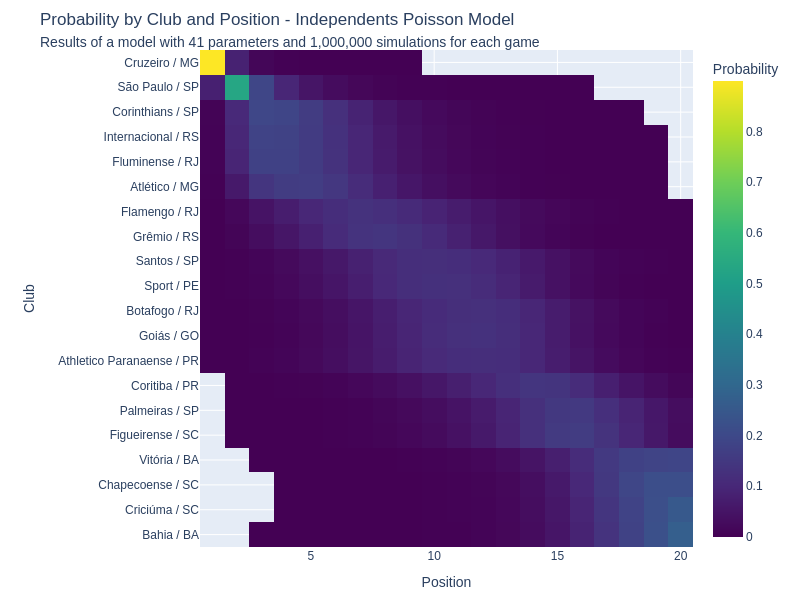 Probability by Club and Position - Independents Poisson Model
Results of a model with 41 parameters and 1,000,000 simulations for each game
Cruzeiro / MG
São Paulo / SP
Corinthians / SP
Internacional / RS
Fluminense / RJ
Atlético / MG
Flamengo / RJ
Grêmio / RS
Santos / SP
Sport / PE
Botafogo / RJ
Goiás / GO
Athletico Paranaense / PR
Coritiba / PR
Palmeiras / SP
Figueirense / SC
Vitória / BA
Chapecoense / SC
Criciúma / SC
Bahia / BA
Club
5 10 15 20
Position
Probability
0.8
0.7
0.6
0.5
0.4
0.3
0.2
0.1
0